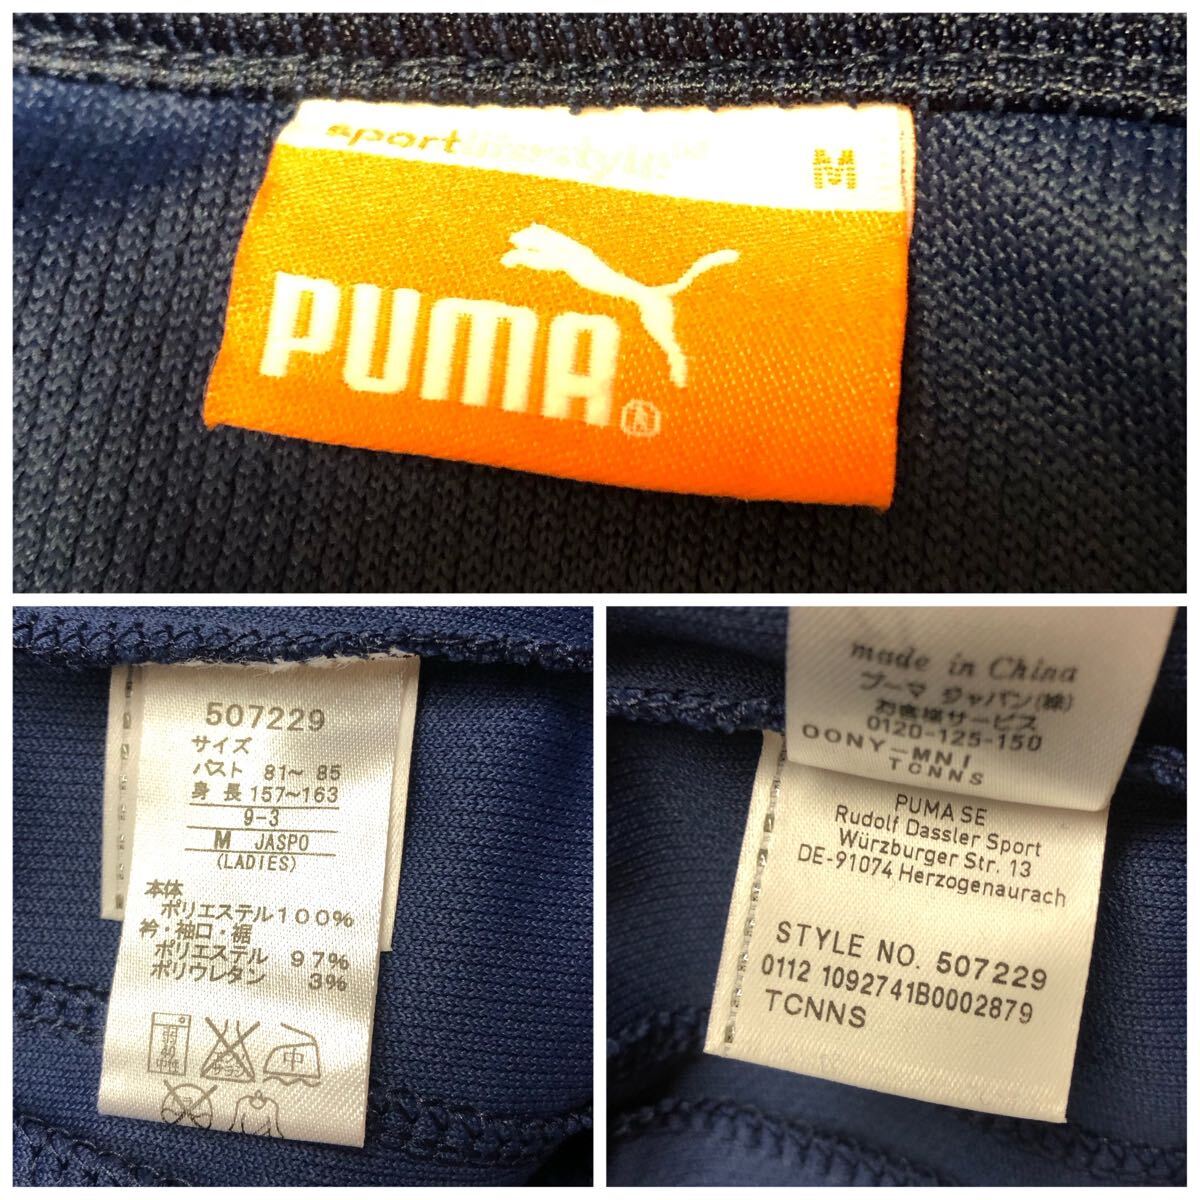 sportlifestyle
M
PUMA
507229
サイズ
バスト 81~ 85
身 長 157~163
9-3
M JASPO
(LADIES)
本体
ポリエステル100%
衿・袖口・裾
ポリエステル 97%
ポリウレタン 3%
中
made in China
プーマ ジャパン(株)
お客様サービス
0120-125-150
OONY-MNI
TCNNS
PUMA SE
Rudolf Dassler Sport
Würzburger Str. 13
DE-91074 Herzogenaurach
STYLE NO. 507229
0112 1092741B0002879
TCNNS